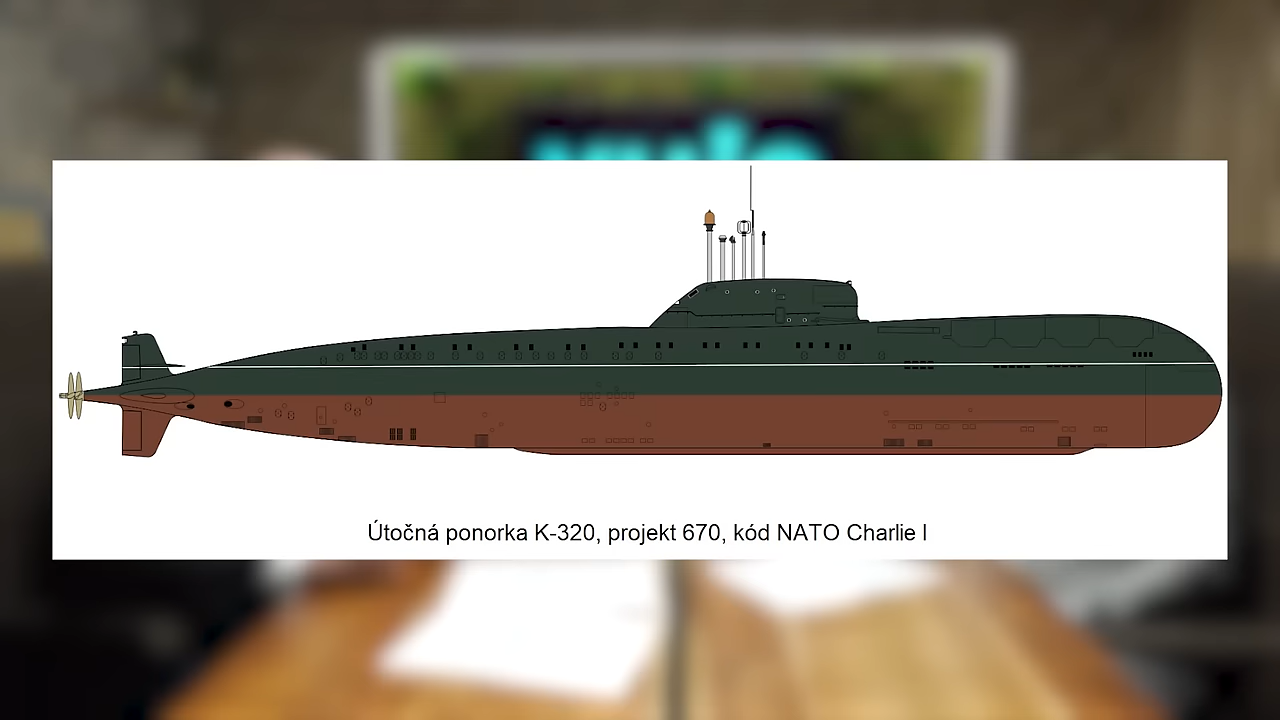 Útočná ponorka K-320, projekt 670, kód NATO Charlie I